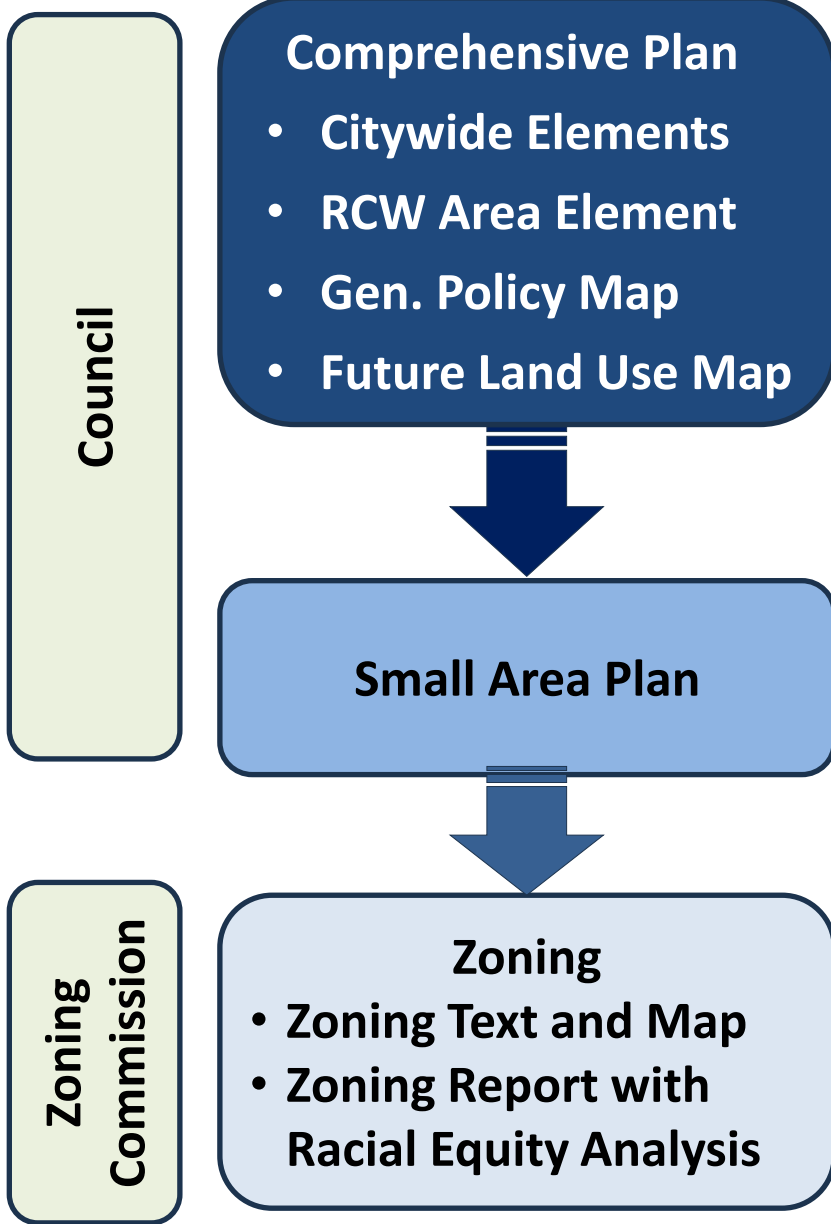 Council
Comprehensive Plan
• Citywide Elements
• RCW Area Element
• Gen. Policy Map
• Future Land Use Map
Small Area Plan
Zoning
Commission
Zoning
• Zoning Text and Map
• Zoning Report with
Racial Equity Analysis